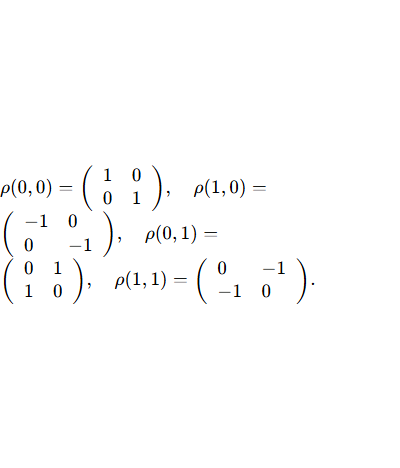 ρ(0, 0) = ( 1 0
0 1 ), ρ(1, 0) =
( −1 0
0 −1 ), ρ(0, 1) =
( 0 1
1 0 ), ρ(1, 1) = ( 0 −1
−1 0 ).